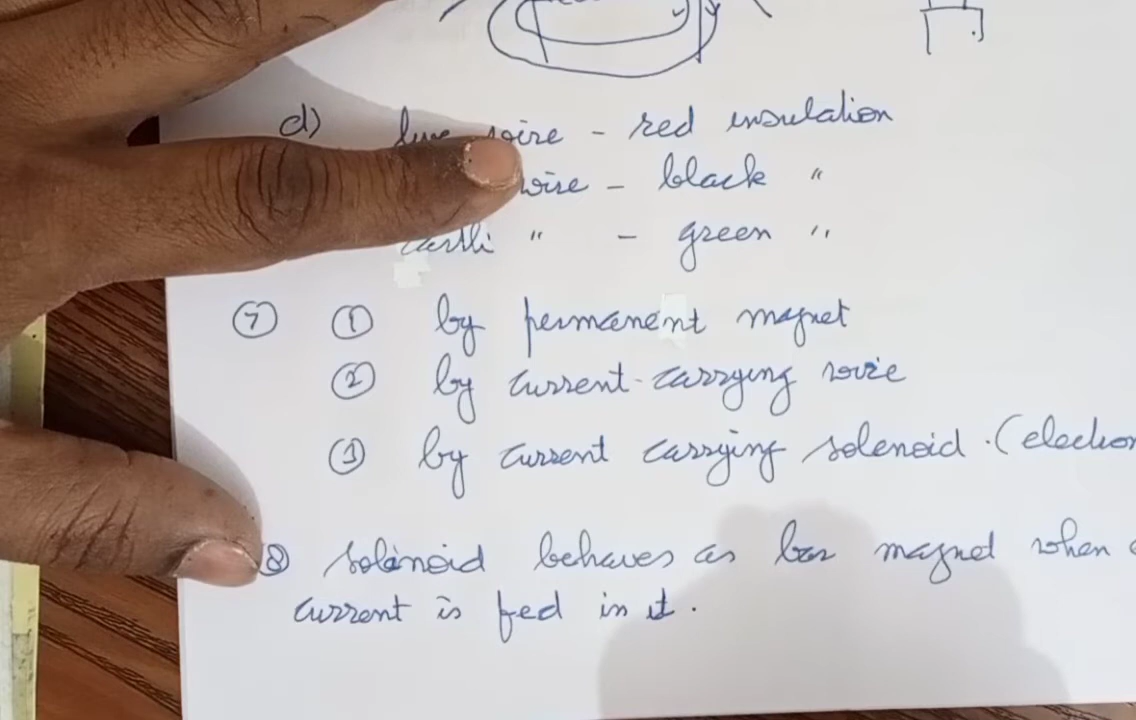 d) live wire - red insulation
wire - black "
earth " - green "
7 1 by permanent magnet
2 by current-carrying wire
3 by current carrying solenoid. (electron
8 solenoid behaves as bar magnet when
current is fed in it.